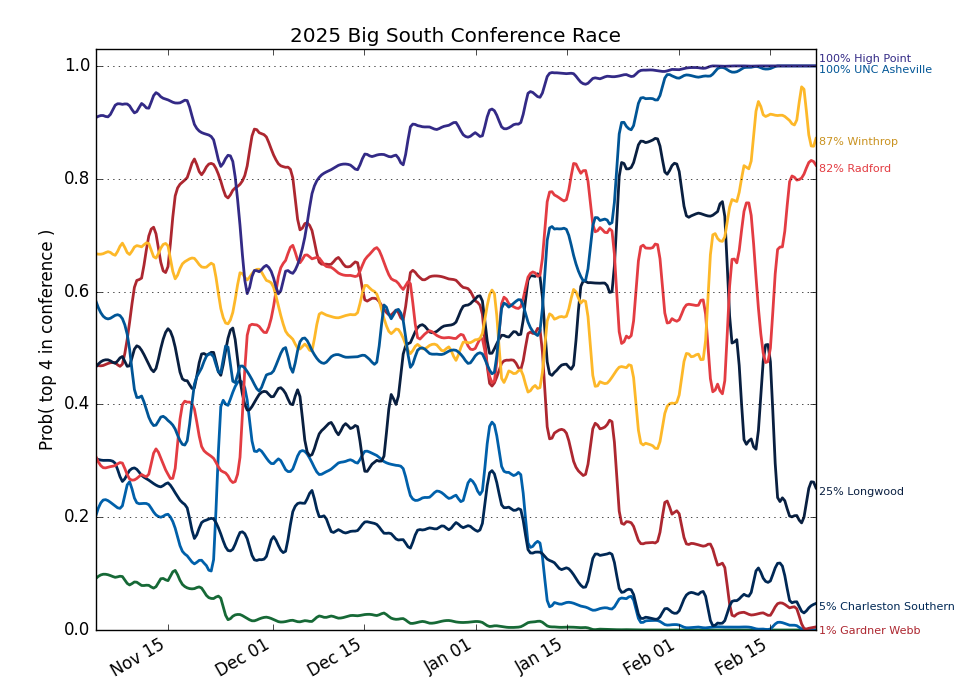 2025 Big South Conference Race
Prob( top 4 in conference )
1.0
0.8
0.6
0.4
0.2
0.0
Nov 15
Dec 01
Dec 15
Jan 01
Jan 15
Feb 01
Feb 15
100% High Point
100% UNC Asheville
87% Winthrop
82% Radford
25% Longwood
5% Charleston Southern
1% Gardner Webb